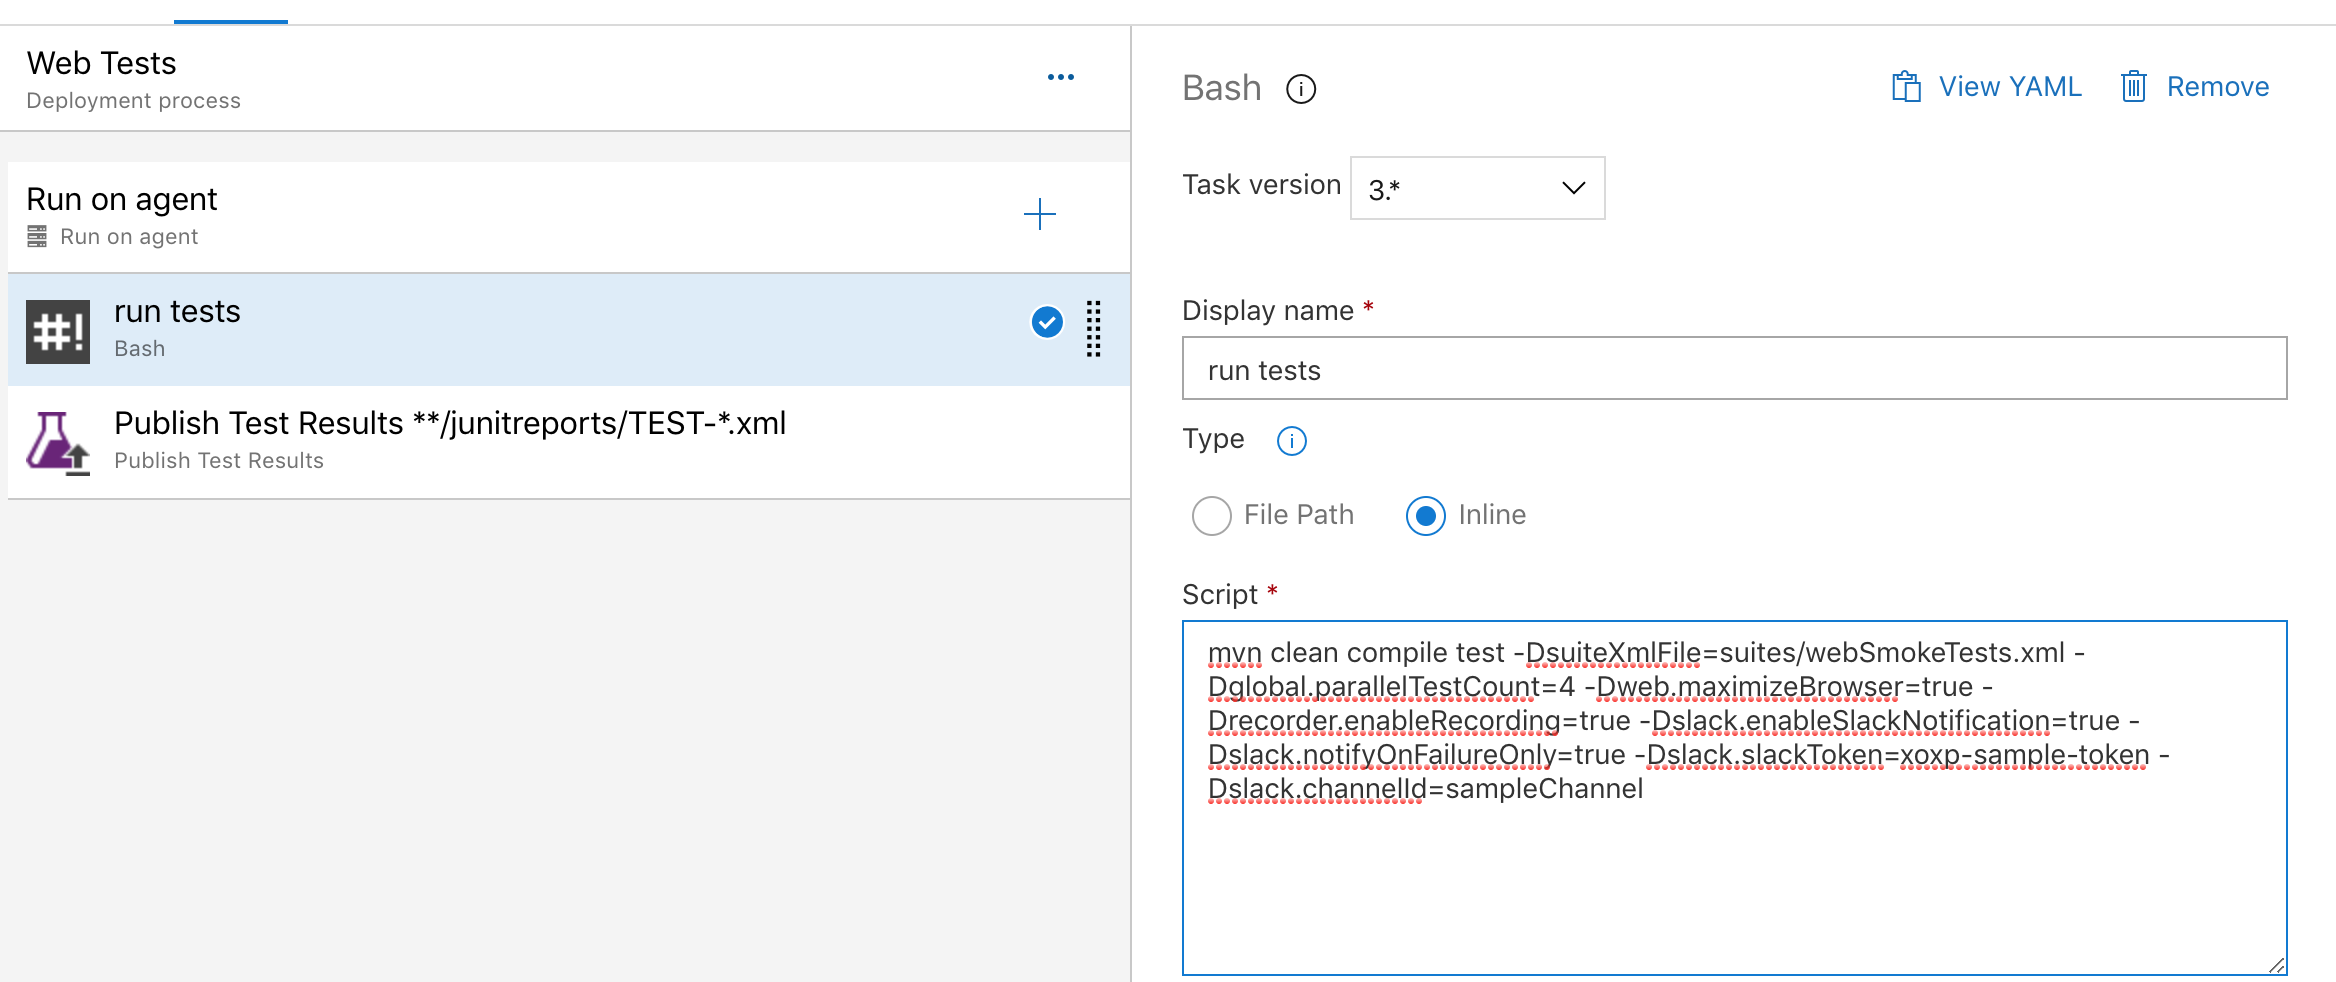 Web Tests
Deployment process
Run on agent
Run on agent
#!
run tests
Bash
Publish Test Results **/junitreports/TEST-*.xml
Publish Test Results
Bash
View YAML
Remove
Task version
3.*
Display name *
run tests
Type
File Path
Inline
Script *
mvn clean compile test -DsuiteXmlFile=suites/webSmokeTests.xml -
Dglobal.parallelTestCount=4 -Dweb.maximizeBrowser=true -
Drecorder.enableRecording=true -Dslack.enableSlackNotification=true -
Dslack.notifyOnFailureOnly=true -Dslack.slackToken=xoxp-sample-token -
Dslack.channelId=sampleChannel